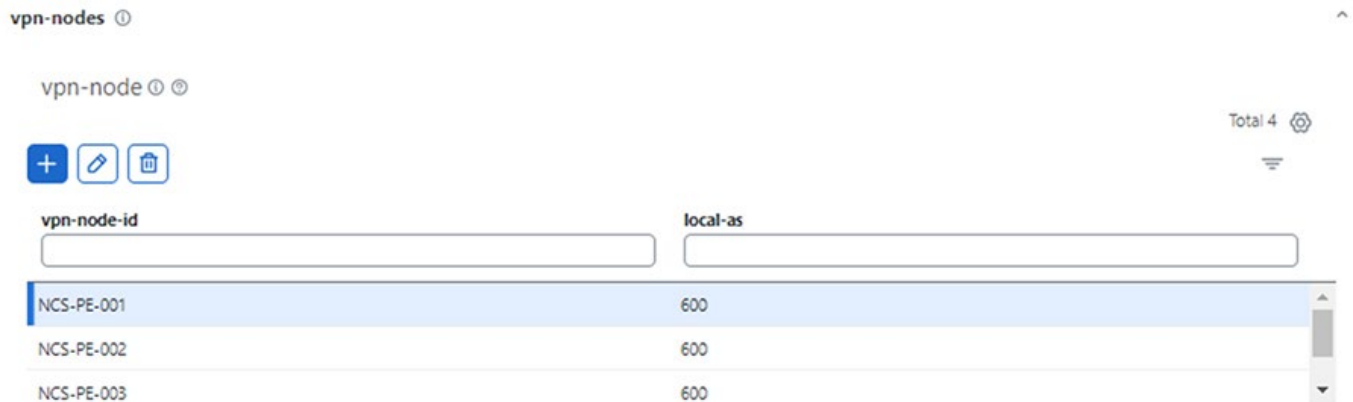 vpn-nodes
vpn-node
Total 4
vpn-node-id local-as
NCS-PE-001 600
NCS-PE-002 600
NCS-PE-003 600